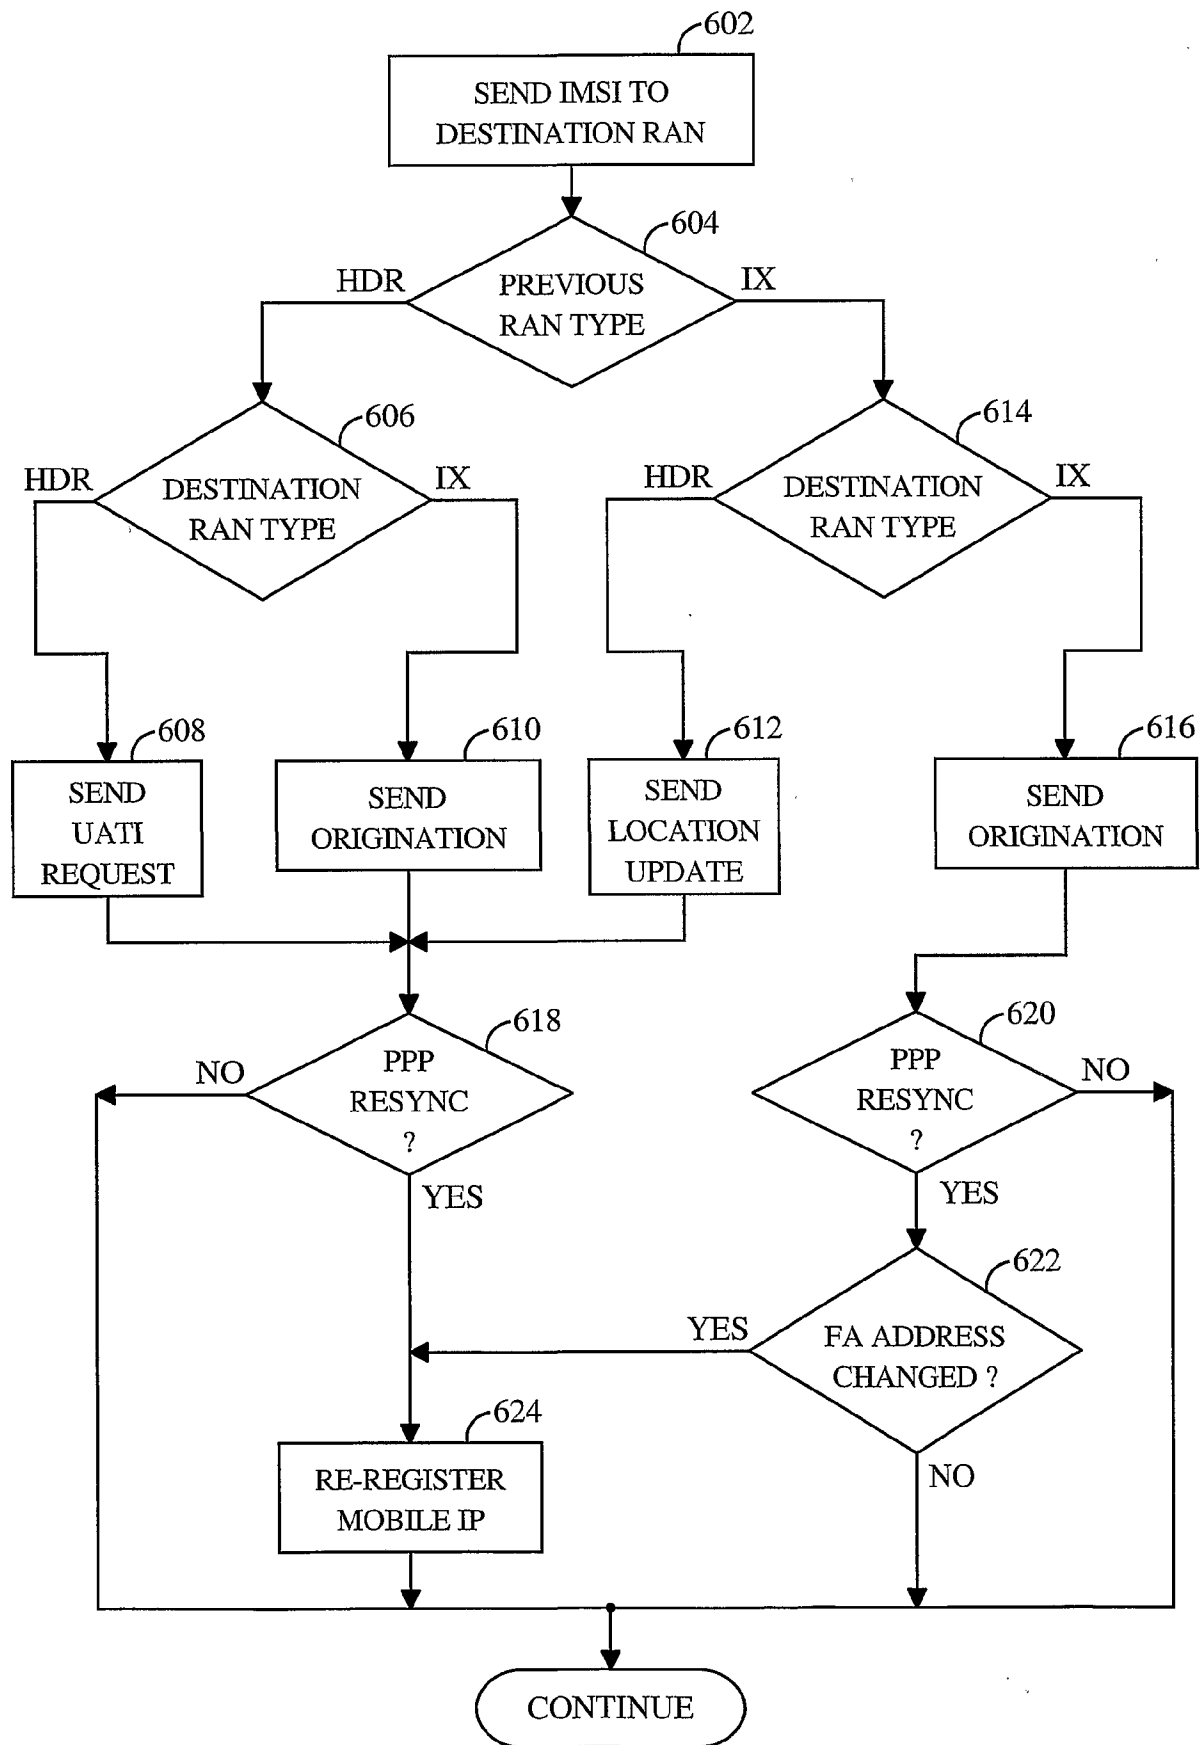 602
SEND IMSI TO
DESTINATION RAN
604
HDR
IX
PREVIOUS
RAN TYPE
606
614
HDR
IX
HDR
IX
DESTINATION
RAN TYPE
DESTINATION
RAN TYPE
608
610
612
616
SEND
UATI
REQUEST
SEND
ORIGINATION
SEND
LOCATION
UPDATE
SEND
ORIGINATION
618
620
NO
PPP
RESYNC
?
YES
PPP
RESYNC
?
NO
YES
622
YES
FA ADDRESS
CHANGED ?
NO
624
RE-REGISTER
MOBILE IP
CONTINUE